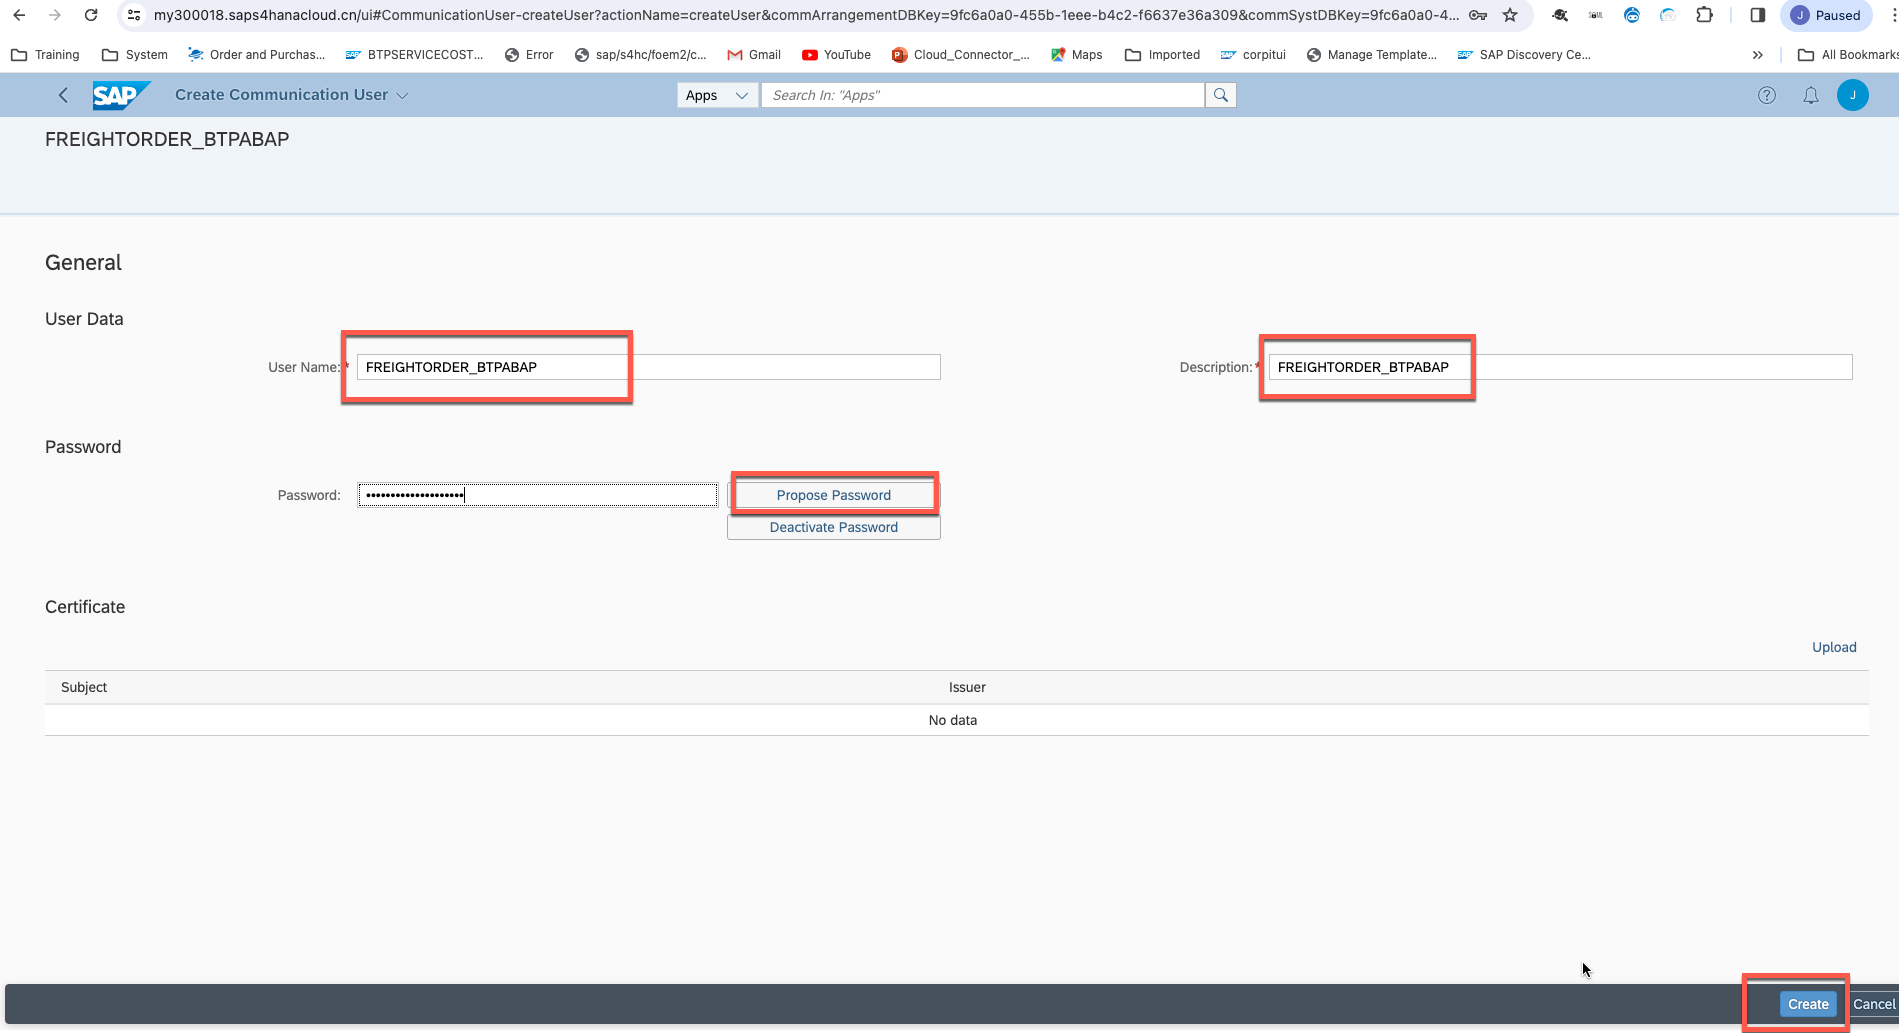 my300018.saps4hanacloud.cn/ui#CommunicationUser-createUser?actionName=createUser&commArrangementDBKey=9fc6a0a0-455b-1eee-b4c2-f6637e36a309&commSystDBKey=9fc6a0a0-4...
J Paused
Training System Order and Purchas... BTPSERVICECOST... Error sap/s4hc/foem2/c... Gmail YouTube Cloud_Connector_... Maps Imported corpitui Manage Template... SAP Discovery Ce... » All Bookmarks
SAP Create Communication User Apps Search In: "Apps" J
FREIGHTORDER_BTPABAP
General
User Data
User Name:* FREIGHTORDER_BTPABAP Description:* FREIGHTORDER_BTPABAP
Password
Password: •••••••••••••••••••• Propose Password
Deactivate Password
Certificate
Upload
Subject Issuer
No data
Create Cancel